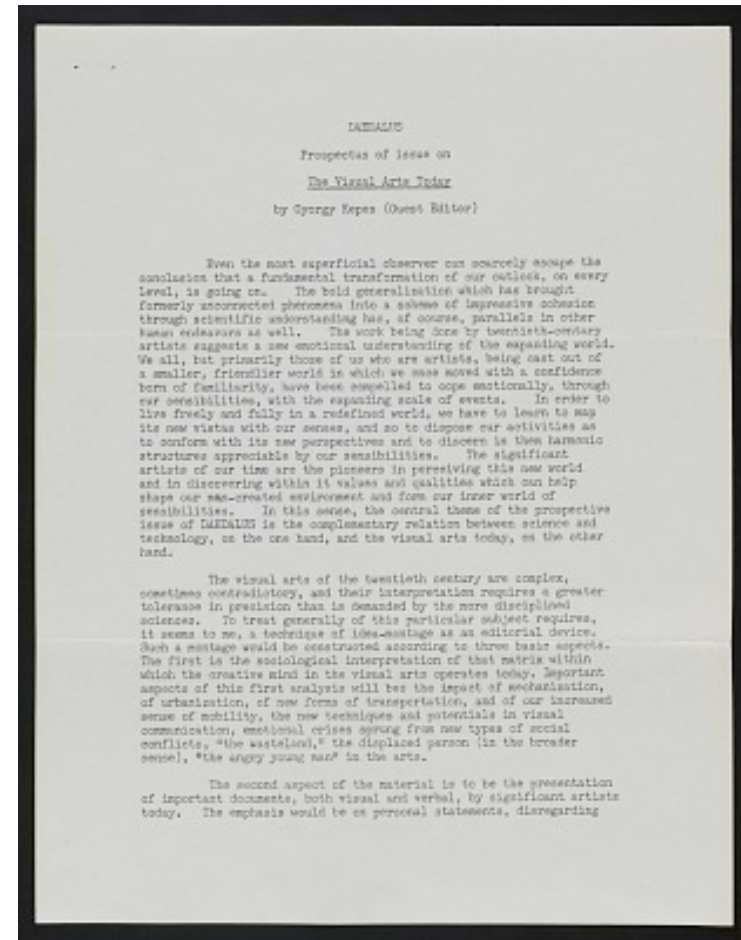 DAEDALUS
Prospectus of issue on
The Visual Arts Today
by Gyorgy Kepes (Guest Editor)
Even the most superficial observer can scarcely escape the
conclusion that a fundamental transformation of our outlook, on every
level, is going on. The bold generalization which has brought
formerly unconnected phenomena into a scheme of impressive cohesion
through scientific understanding has, of course, parallels in other
human endeavors as well. The work being done by twentieth-century
artists suggests a new emotional understanding of the expanding world.
We all, but primarily those of us who are artists, being cast out of
a smaller, friendlier world in which we once moved with a confidence
born of familiarity, have been compelled to cope emotionally, through
our sensibilities, with the expanding scale of events. In order to
live freely and fully in a redefined world, we have to learn to map
its new vistas with our senses, and so to dispose our activities as
to conform with its new perspectives and to discern in them harmonic
structures appreciable by our sensibilities. The significant
artists of our time are the pioneers in perceiving this new world
and in discovering within it values and qualities which can help
shape our man-created environment and form our inner world of
sensibilities. In this sense, the central theme of the prospective
issue of DAEDALUS is the complementary relation between science and
technology, on the one hand, and the visual arts today, on the other
hand.
The visual arts of the twentieth century are complex,
sometimes contradictory, and their interpretation requires a greater
tolerance in precision than is demanded by the more disciplined
sciences. To treat generally of this particular subject requires,
it seems to me, a technique of idea-montage as an editorial device.
Such a montage would be constructed according to three basic aspects.
The first is the sociological interpretation of that matrix within
which the creative mind in the visual arts operates today. Important
aspects of this first analysis will be: the impact of mechanization,
of urbanization, of new forms of transportation, and of our increased
sense of mobility, the new techniques and potentials in visual
communication, emotional crises sprung from new types of social
conflicts, "the wasteland," the displaced person (in the broader
sense), "the angry young man" in the arts.
The second aspect of the material is to be the presentation
of important documents, both visual and verbal, by significant artists
today. The emphasis would be on personal statements, disregarding